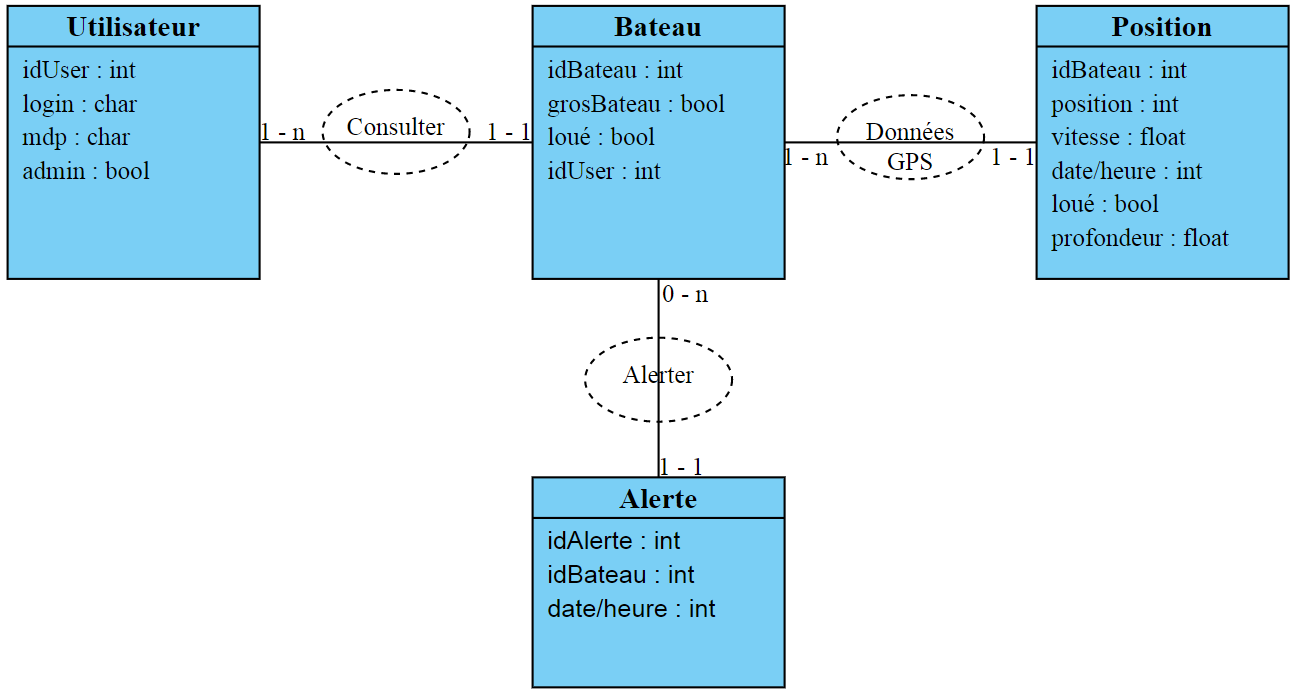 Utilisateur
idUser : int
login : char
mdp : char
admin : bool
1 - n
Consulter
1 - 1
Bateau
idBateau : int
grosBateau : bool
loué : bool
idUser : int
1 - n
Données
GPS
1 - 1
Position
idBateau : int
position : int
vitesse : float
date/heure : int
loué : bool
profondeur : float
0 - n
Alerter
1 - 1
Alerte
idAlerte : int
idBateau : int
date/heure : int